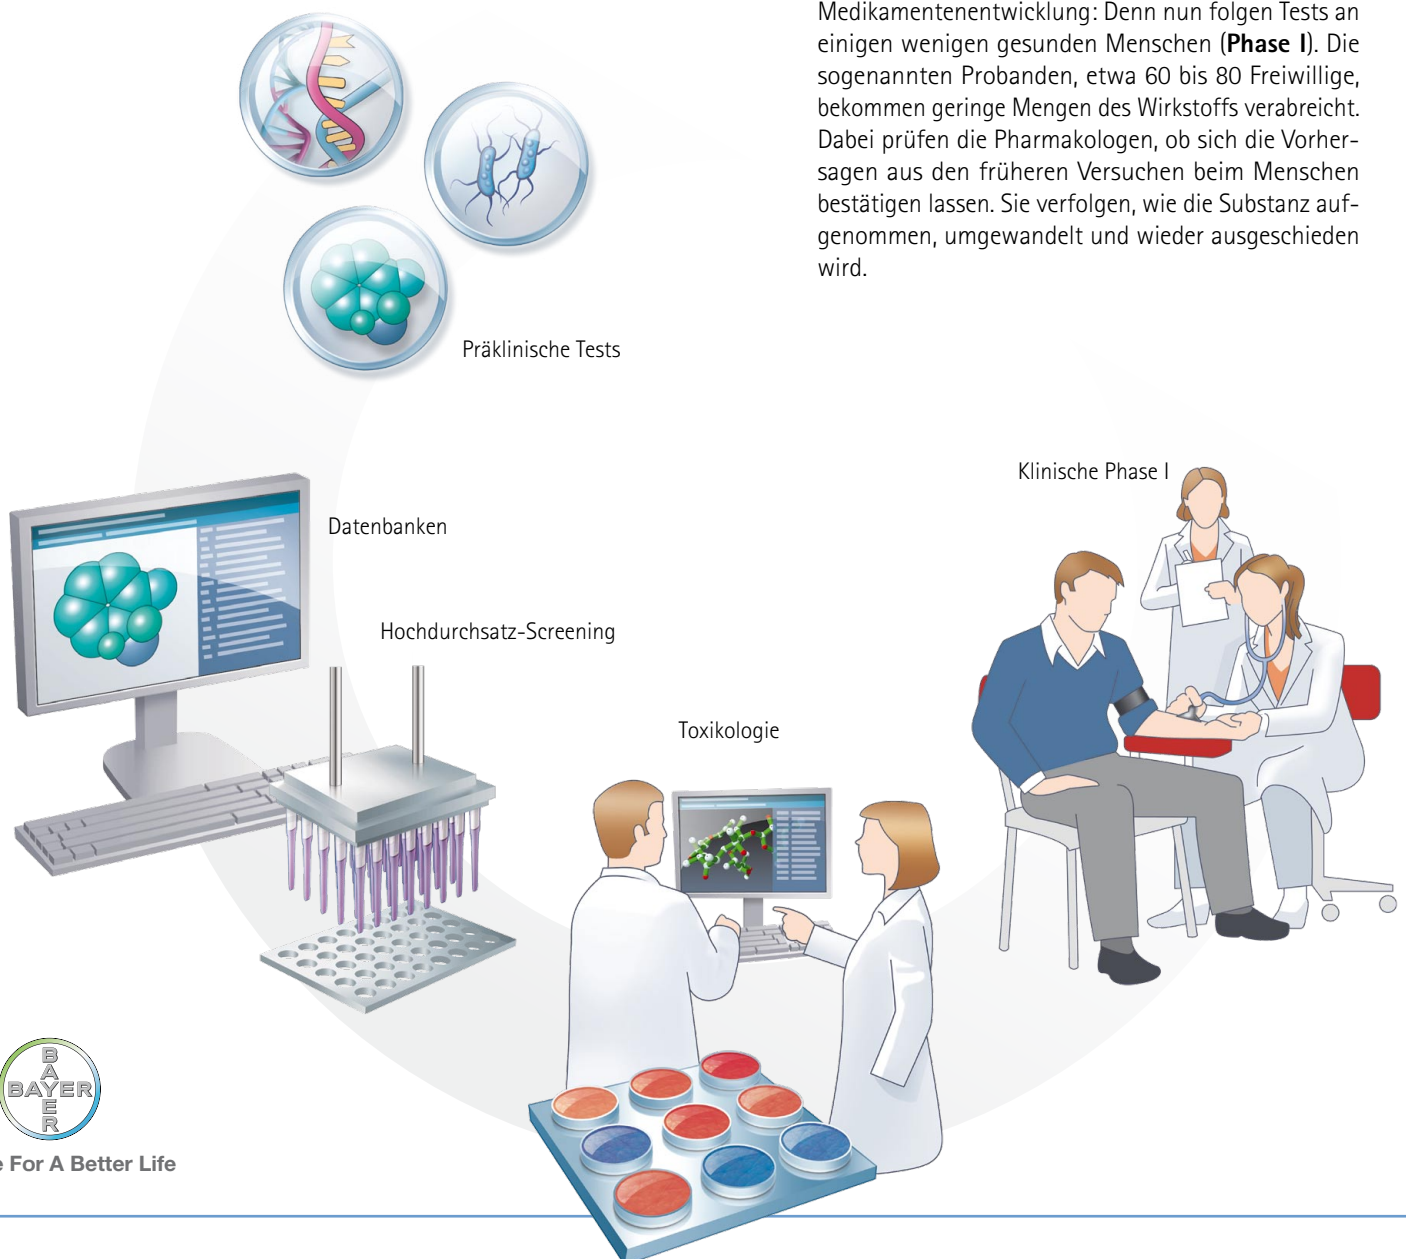 Medikamentenentwicklung: Denn nun folgen Tests an
einigen wenigen gesunden Menschen (Phase I). Die
sogenannten Probanden, etwa 60 bis 80 Freiwillige,
bekommen geringe Mengen des Wirkstoffs verabreicht.
Dabei prüfen die Pharmakologen, ob sich die Vorher-
sagen aus den früheren Versuchen beim Menschen
bestätigen lassen. Sie verfolgen, wie die Substanz auf-
genommen, umgewandelt und wieder ausgeschieden
wird.
Präklinische Tests
Klinische Phase I
Datenbanken
Hochdurchsatz-Screening
Toxikologie
BAYER
BAYER
e For A Better Life